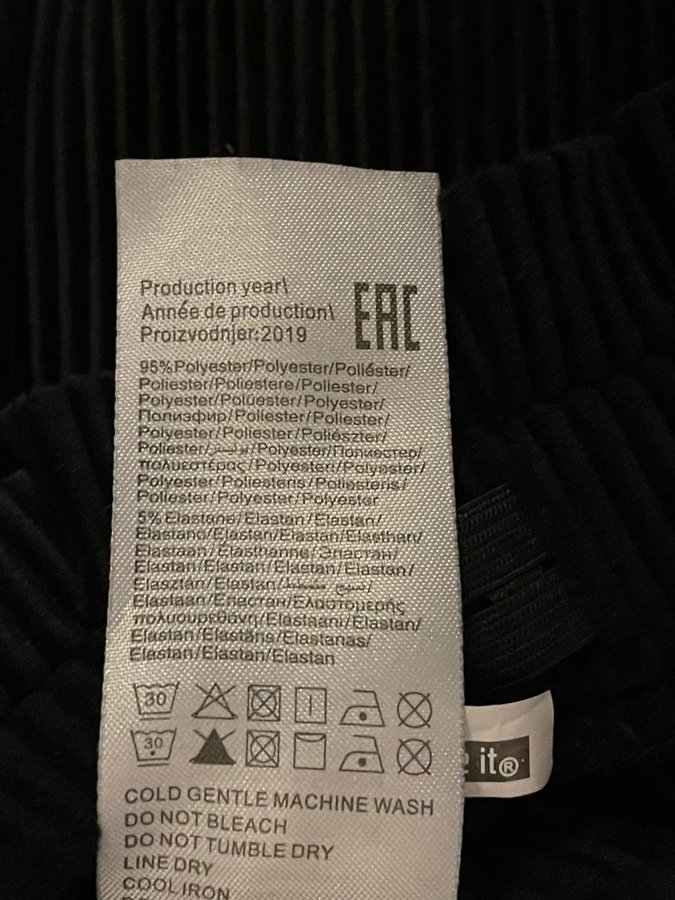 Production year\
Année de production\
Proizvodnjer:2019
EAC
95%Polyester/Polyester/Poliéster/
Poliester/Poliestere/Poliester/
Polyester/Polüester/Polyester/
Полиэфир/Poliester/Poliester/
Polyester/Poliester/Poliészter/
Poliester/بوليستر/Polyester/Полиестер/
πολυεστέρας/Polyesteri/Polyester/
Polyester/Poliesteris/Poliesteris/
Poliester/Polyester/Polyester
5%Elastane/Elastan/Elastan/
Elastano/Elastan/Elastan/Elasthan/
Elastaan/Elasthanne/Эластан/
Elastan/Elastan/Elastan/Elastan/
Elasztán/Elastan/نسيج مطط/
Elastaan/Еластан/Ελαστομερής
πολυουρεθάνη/Elastaani/Elastan/
Elastan/Elastāns/Elastanas/
Elastan/Elastan/Elastan
30
30
it®
COLD GENTLE MACHINE WASH
DO NOT BLEACH
DO NOT TUMBLE DRY
LINE DRY
COOL IRON